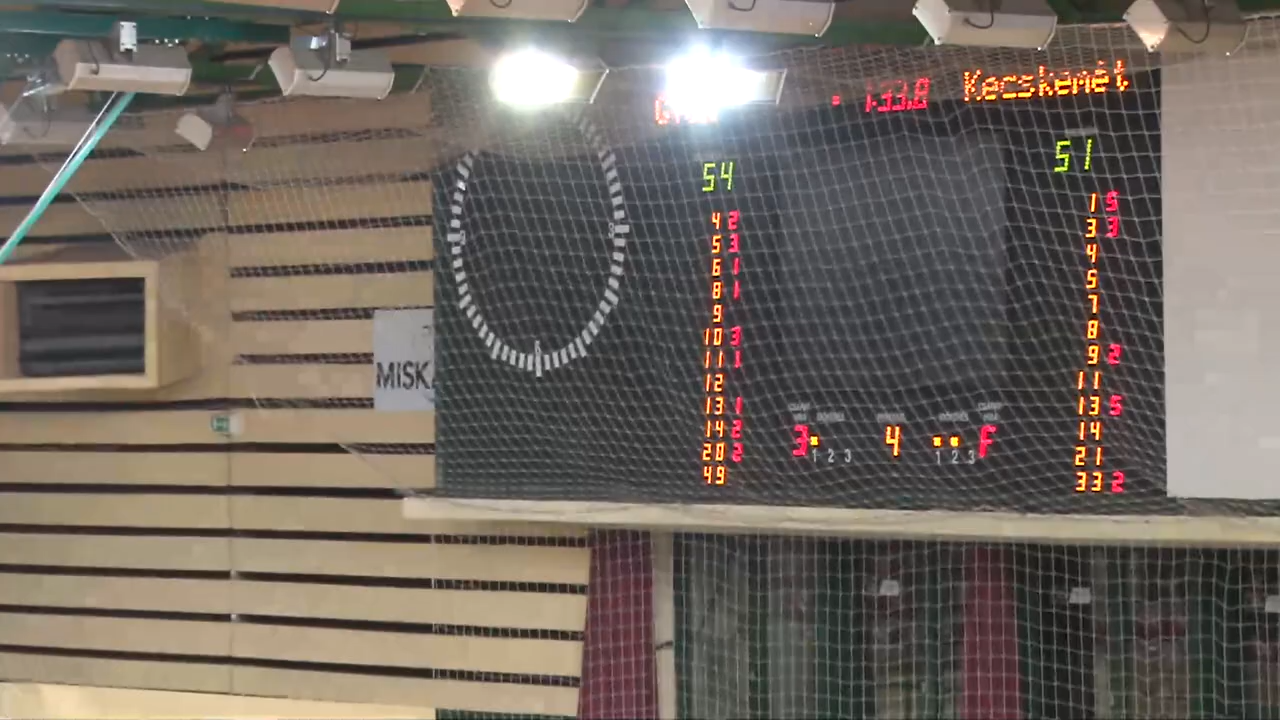 1:33.8 Kecskemét
54 51
4 2 1 5
5 3 3 3
6 1 4
8 1 5
9 7
10 3 8
11 1 9 2
12 11
13 1 13 5
14 2 14
20 2 21
49 33 2
3 4 F
1 2 3 1 2 3
MISK